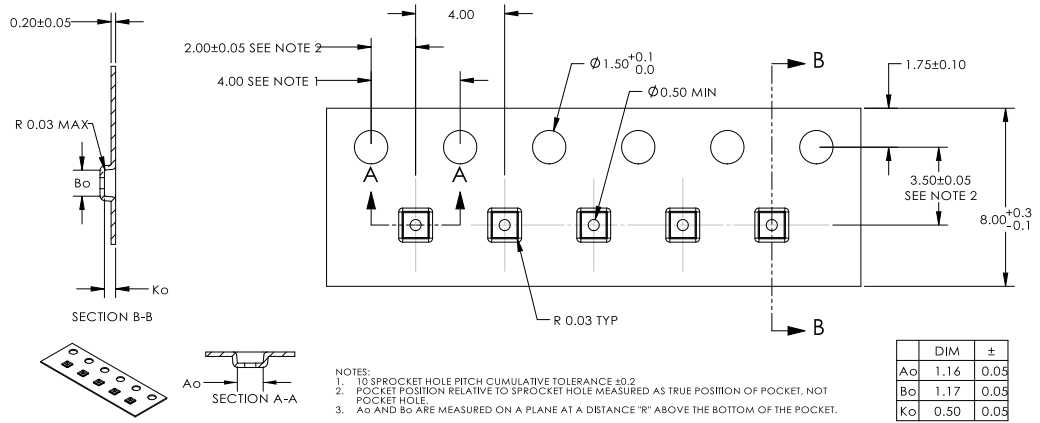 0.20±0.05
4.00
2.00±0.05 SEE NOTE 2
4.00 SEE NOTE 1
Ø1.50+0.1
0.0
Ø0.50 MIN
B
1.75±0.10
R 0.03 MAX
Bo
A
A
3.50±0.05
SEE NOTE 2
8.00+0.3
-0.1
Ko
SECTION B-B
R 0.03 TYP
B
Ao
SECTION A-A
NOTES:
1. 10 SPROCKET HOLE PITCH CUMULATIVE TOLERANCE ±0.2
2. POCKET POSITION RELATIVE TO SPROCKET HOLE MEASURED AS TRUE POSITION OF POCKET, NOT
POCKET HOLE.
3. Ao AND Bo ARE MEASURED ON A PLANE AT A DISTANCE "R" ABOVE THE BOTTOM OF THE POCKET.
DIM ±
Ao 1.16 0.05
Bo 1.17 0.05
Ko 0.50 0.05